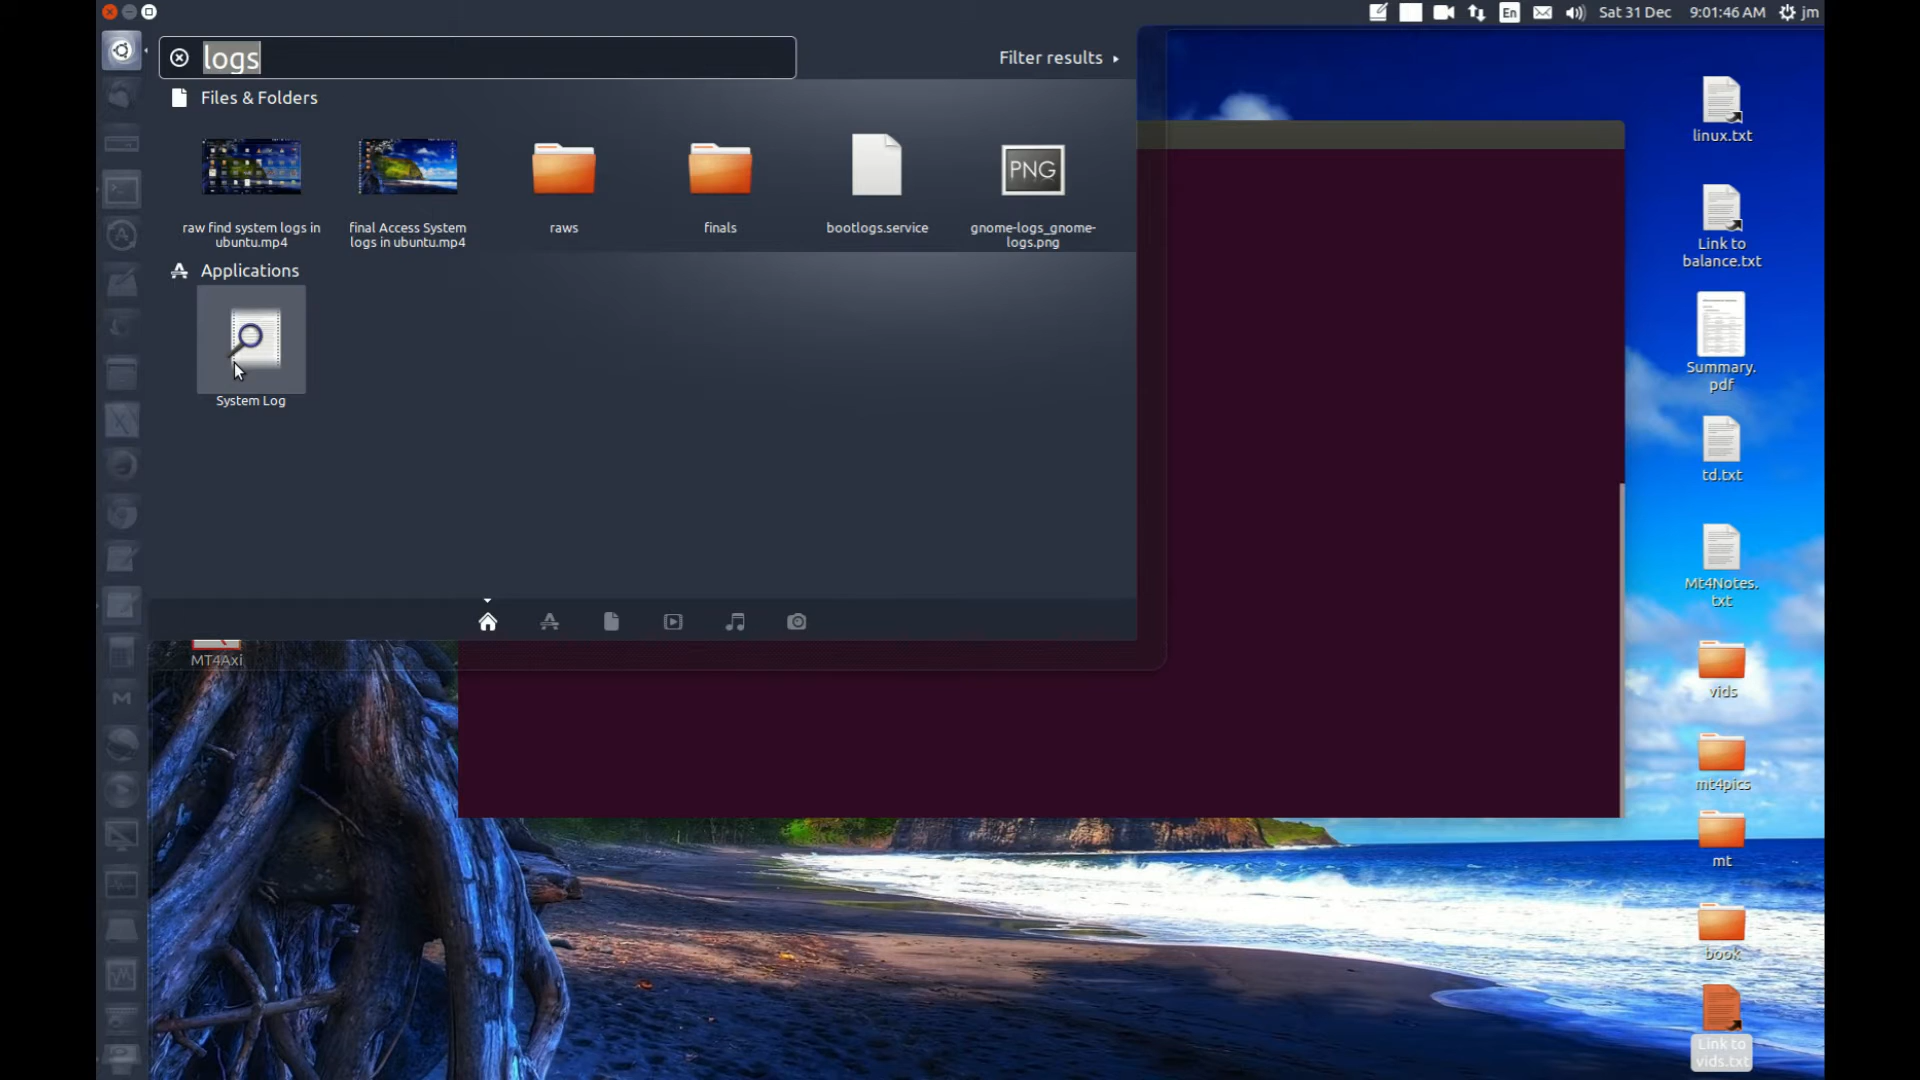 En
Sat 31 Dec
9:01:46 AM
jm
logs
Filter results
Files & Folders
raw find system logs in
ubuntu.mp4
final Access System
logs in ubuntu.mp4
raws
finals
bootlogs.service
PNG
gnome-logs_gnome-
logs.png
Applications
System Log
MT4Axi
M
linux.txt
Link to
balance.txt
Summary.
pdf
td.txt
Mt4Notes.
txt
vids
mt4pics
mt
book
Link to
vids.txt